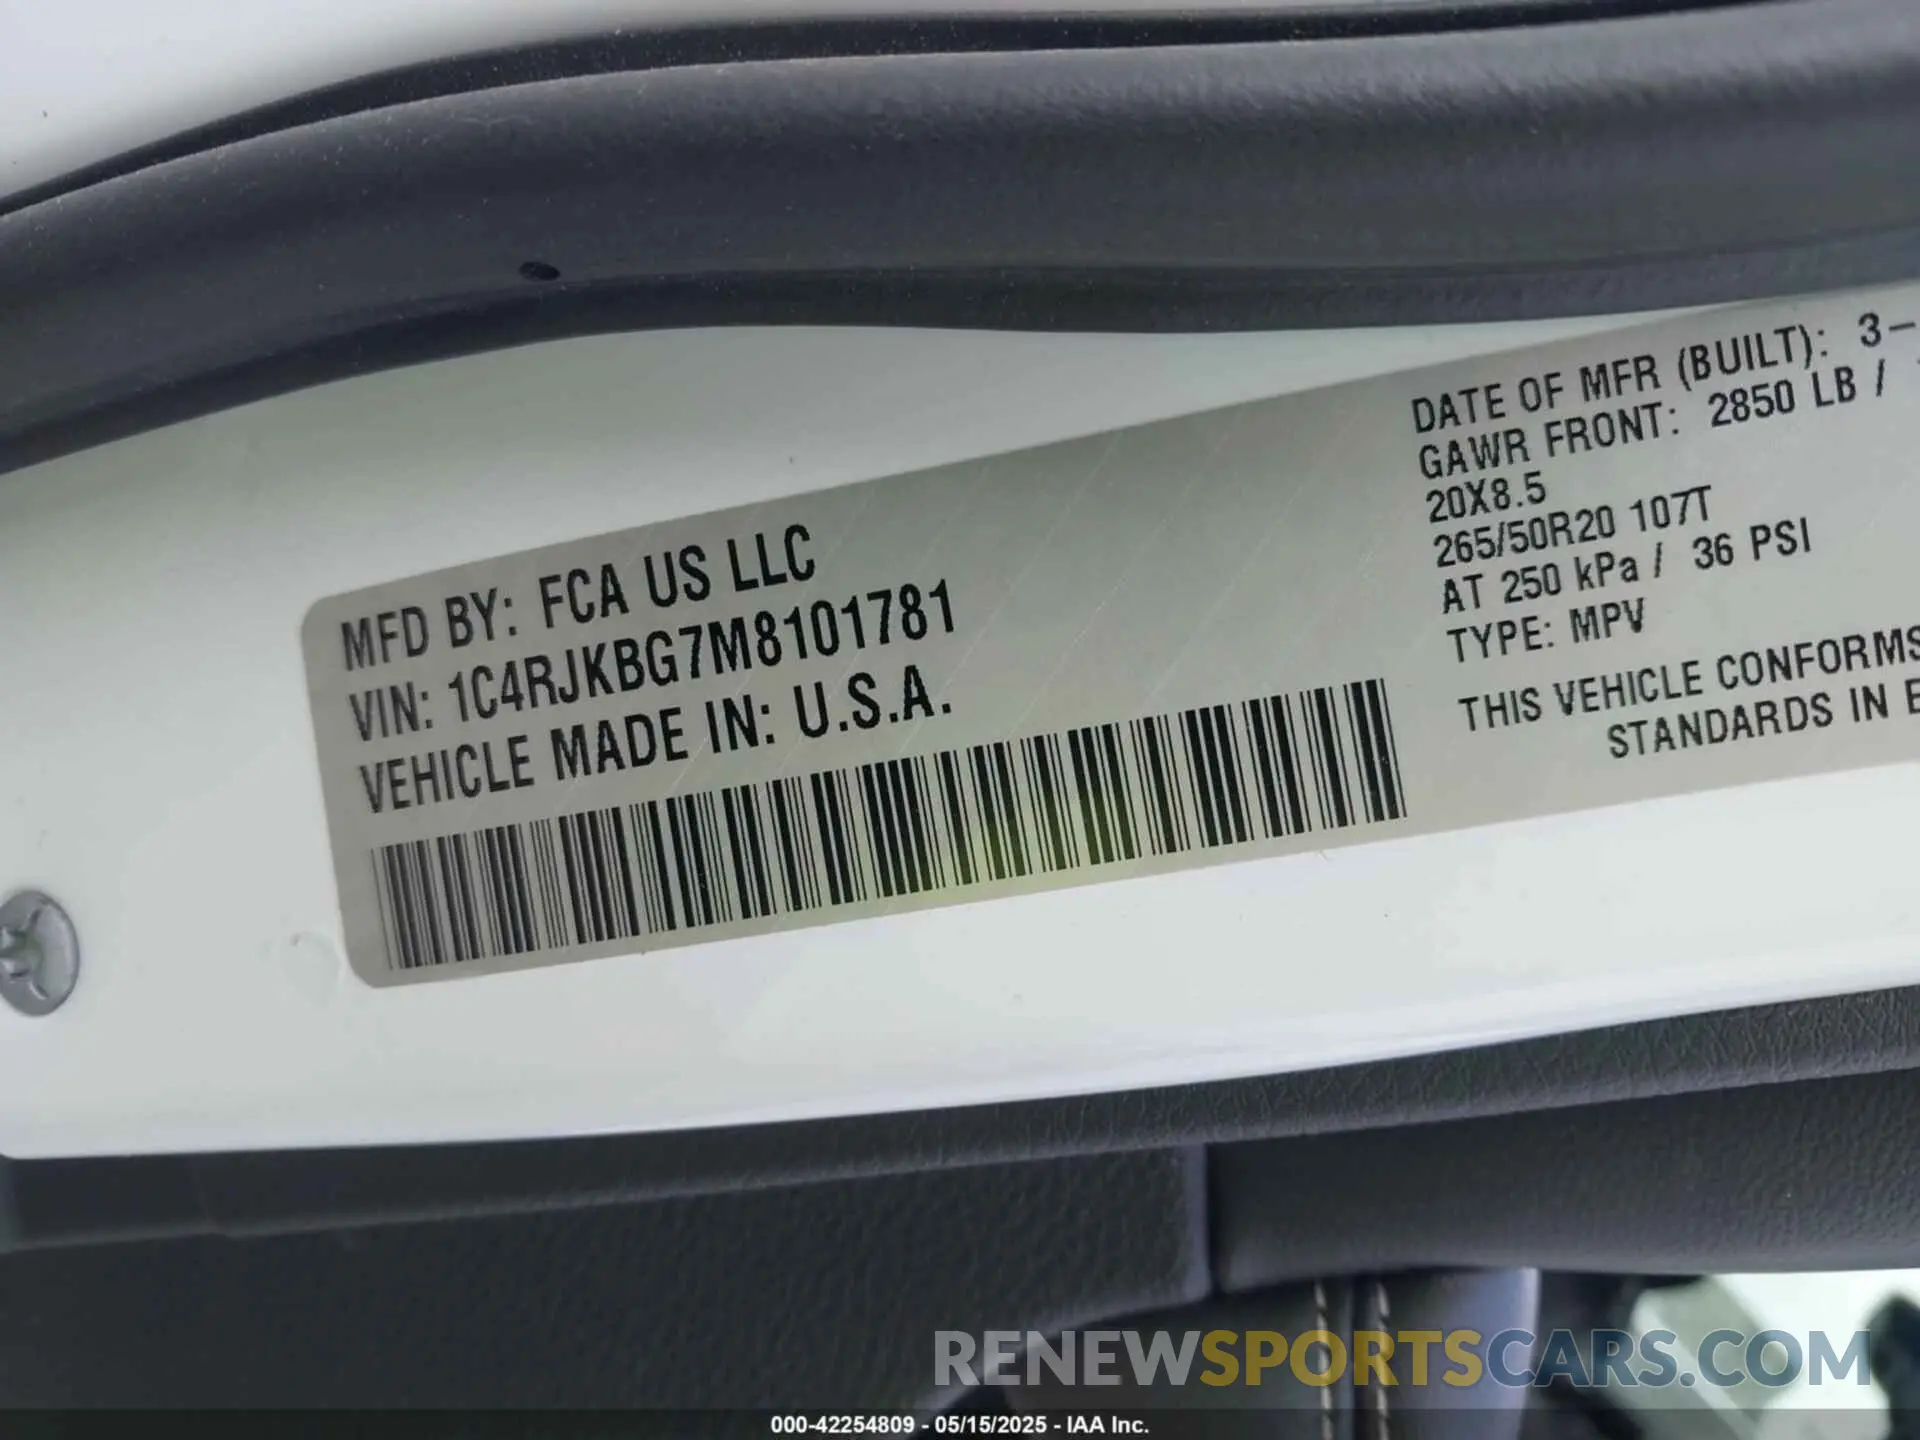 MFD BY: FCA US LLC
VIN: 1C4RJKBG7M8101781
VEHICLE MADE IN: U.S.A.
DATE OF MFR (BUILT): 3-
GAWR FRONT: 2850 LB /
20X8.5
265/50R20 107T
AT 250 kPa / 36 PSI
TYPE: MPV
THIS VEHICLE CONFORMS
STANDARDS IN E
RENEWSPORTSCARS.COM
000-42254809 - 05/15/2025 - IAA Inc.